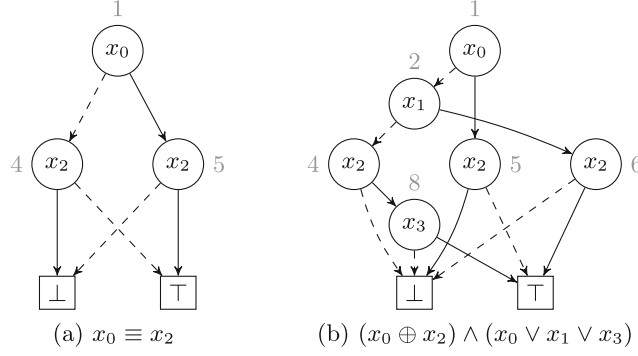 1 1
x₀ x₀
2
x₁
4 x₂ x₂ 5 4 x₂ x₂ 5 x₂ 6
8
x₃
⊥ ⊤ ⊥ ⊤
(a) x₀ ≡ x₂ (b) (x₀ ⊕ x₂) ∧ (x₀ ∨ x₁ ∨ x₃)